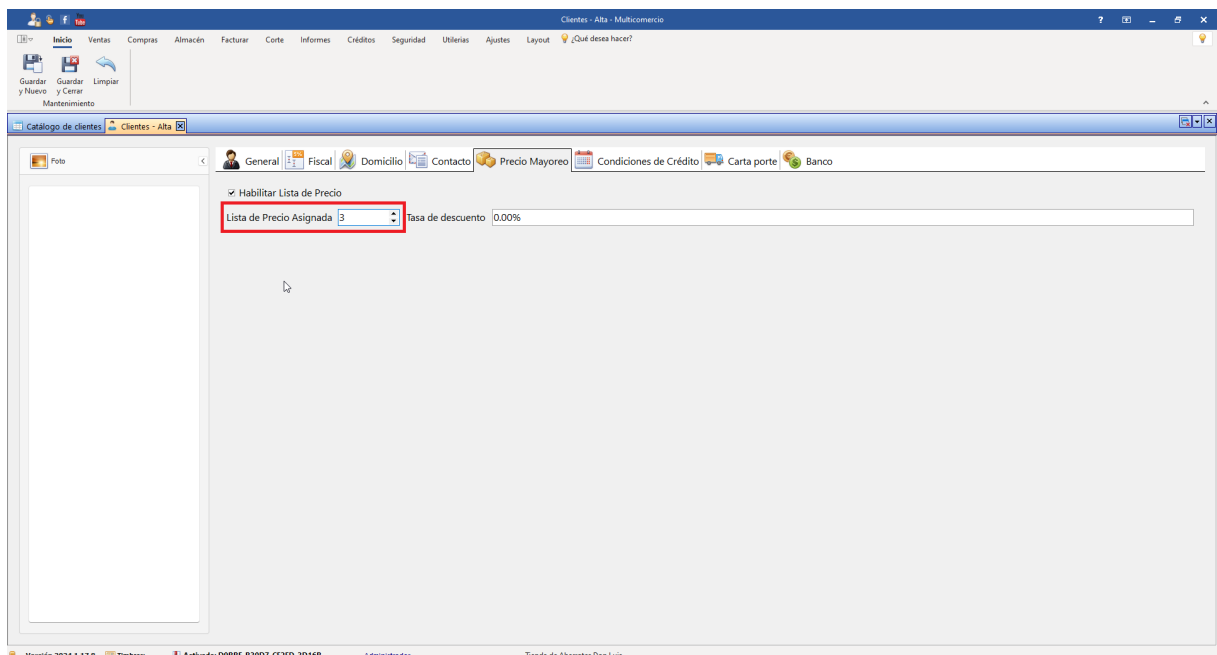 Clientes - Alta - Multicomercio
Inicio Ventas Compras Almacén Facturar Corte Informes Créditos Seguridad Utilerias Ajustes Layout ¿Qué desea hacer?
Guardar y Nuevo Guardar y Cerrar Limpiar
Mantenimiento
Catálogo de clientes Clientes - Alta
Foto General Fiscal Domicilio Contacto Precio Mayoreo Condiciones de Crédito Carta porte Banco
Habilitar Lista de Precio
Lista de Precio Asignada 3 Tasa de descuento 0.00%